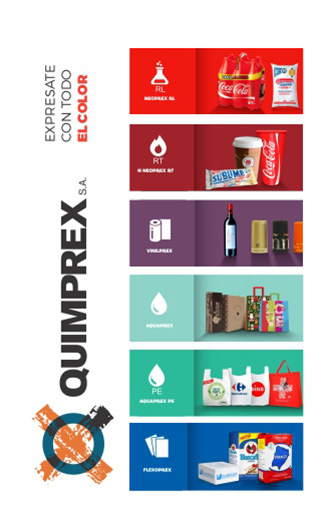 EXPRESATE
CON TODO
EL COLOR
QUIMPREX S.A.
RL
NEOPREX RL
RT
N NEOPREX RT
VINILPREX
AQUAPREX
PE
AQUAPREX PE
FLEXOPREX
Coca-Cola
SUBLIME
Coca-Cola
Carrefour